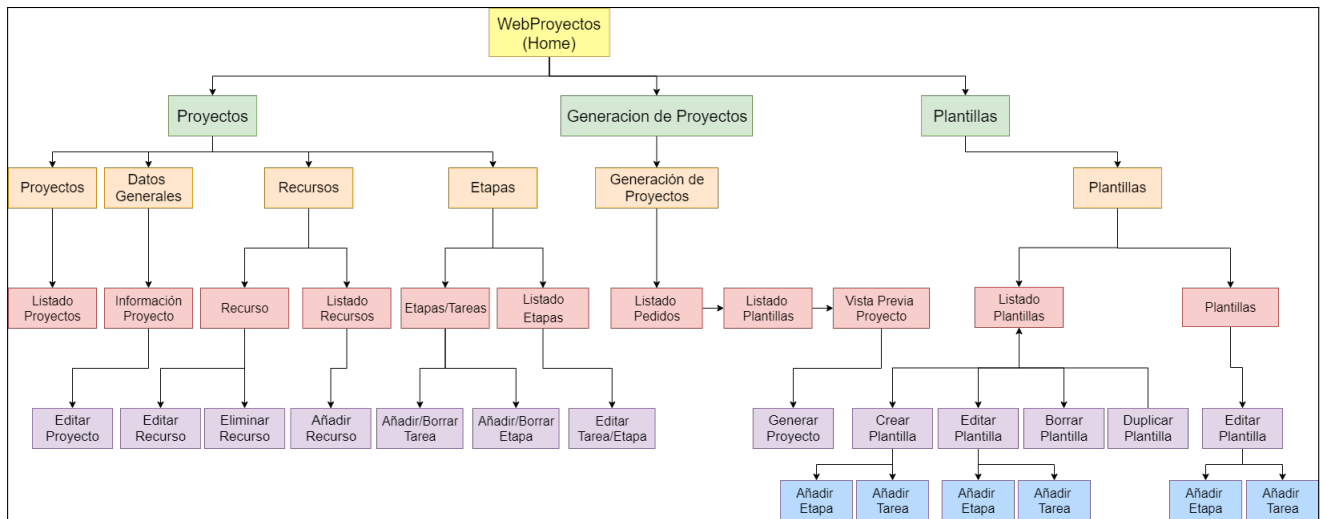 WebProyectos
(Home)
Proyectos
Generacion de Proyectos
Plantillas
Proyectos
Datos
Generales
Recursos
Etapas
Generación de
Proyectos
Plantillas
Listado
Proyectos
Información
Proyecto
Recurso
Listado
Recursos
Etapas/Tareas
Listado
Etapas
Listado
Pedidos
Listado
Plantillas
Vista Previa
Proyecto
Listado
Plantillas
Plantillas
Editar
Proyecto
Editar
Recurso
Eliminar
Recurso
Añadir
Recurso
Añadir/Borrar
Tarea
Añadir/Borrar
Etapa
Editar
Tarea/Etapa
Generar
Proyecto
Crear
Plantilla
Editar
Plantilla
Borrar
Plantilla
Duplicar
Plantilla
Editar
Plantilla
Añadir
Etapa
Añadir
Tarea
Añadir
Etapa
Añadir
Tarea
Añadir
Etapa
Añadir
Tarea